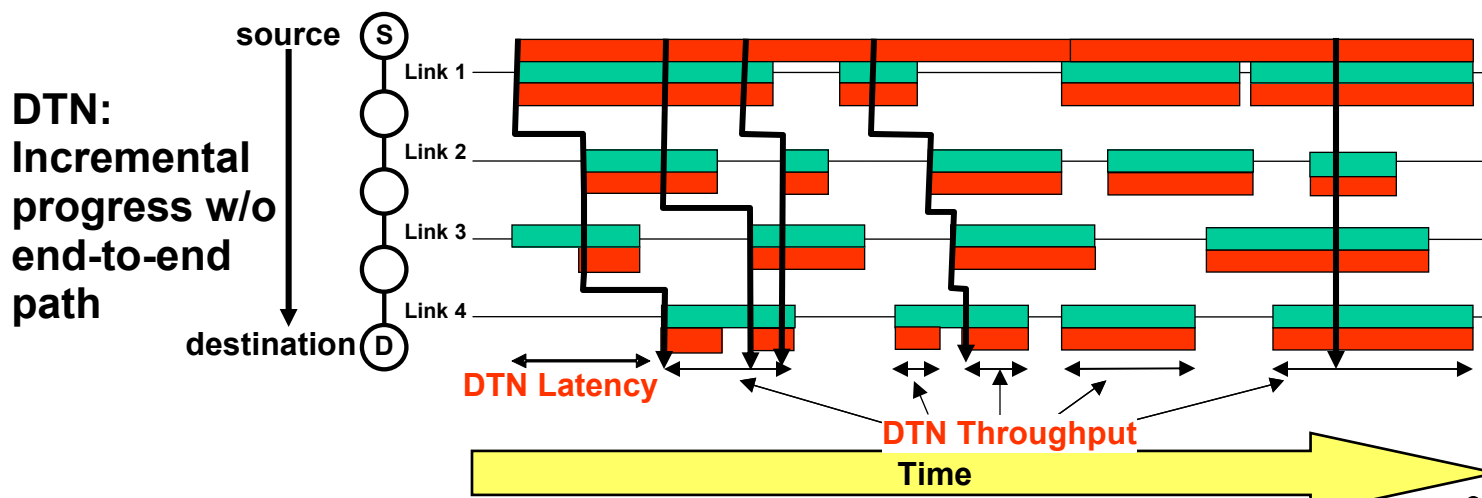 source
S
Link 1
DTN:
Incremental
progress w/o
end-to-end
path
Link 2
Link 3
Link 4
destination
D
DTN Latency
DTN Throughput
Time